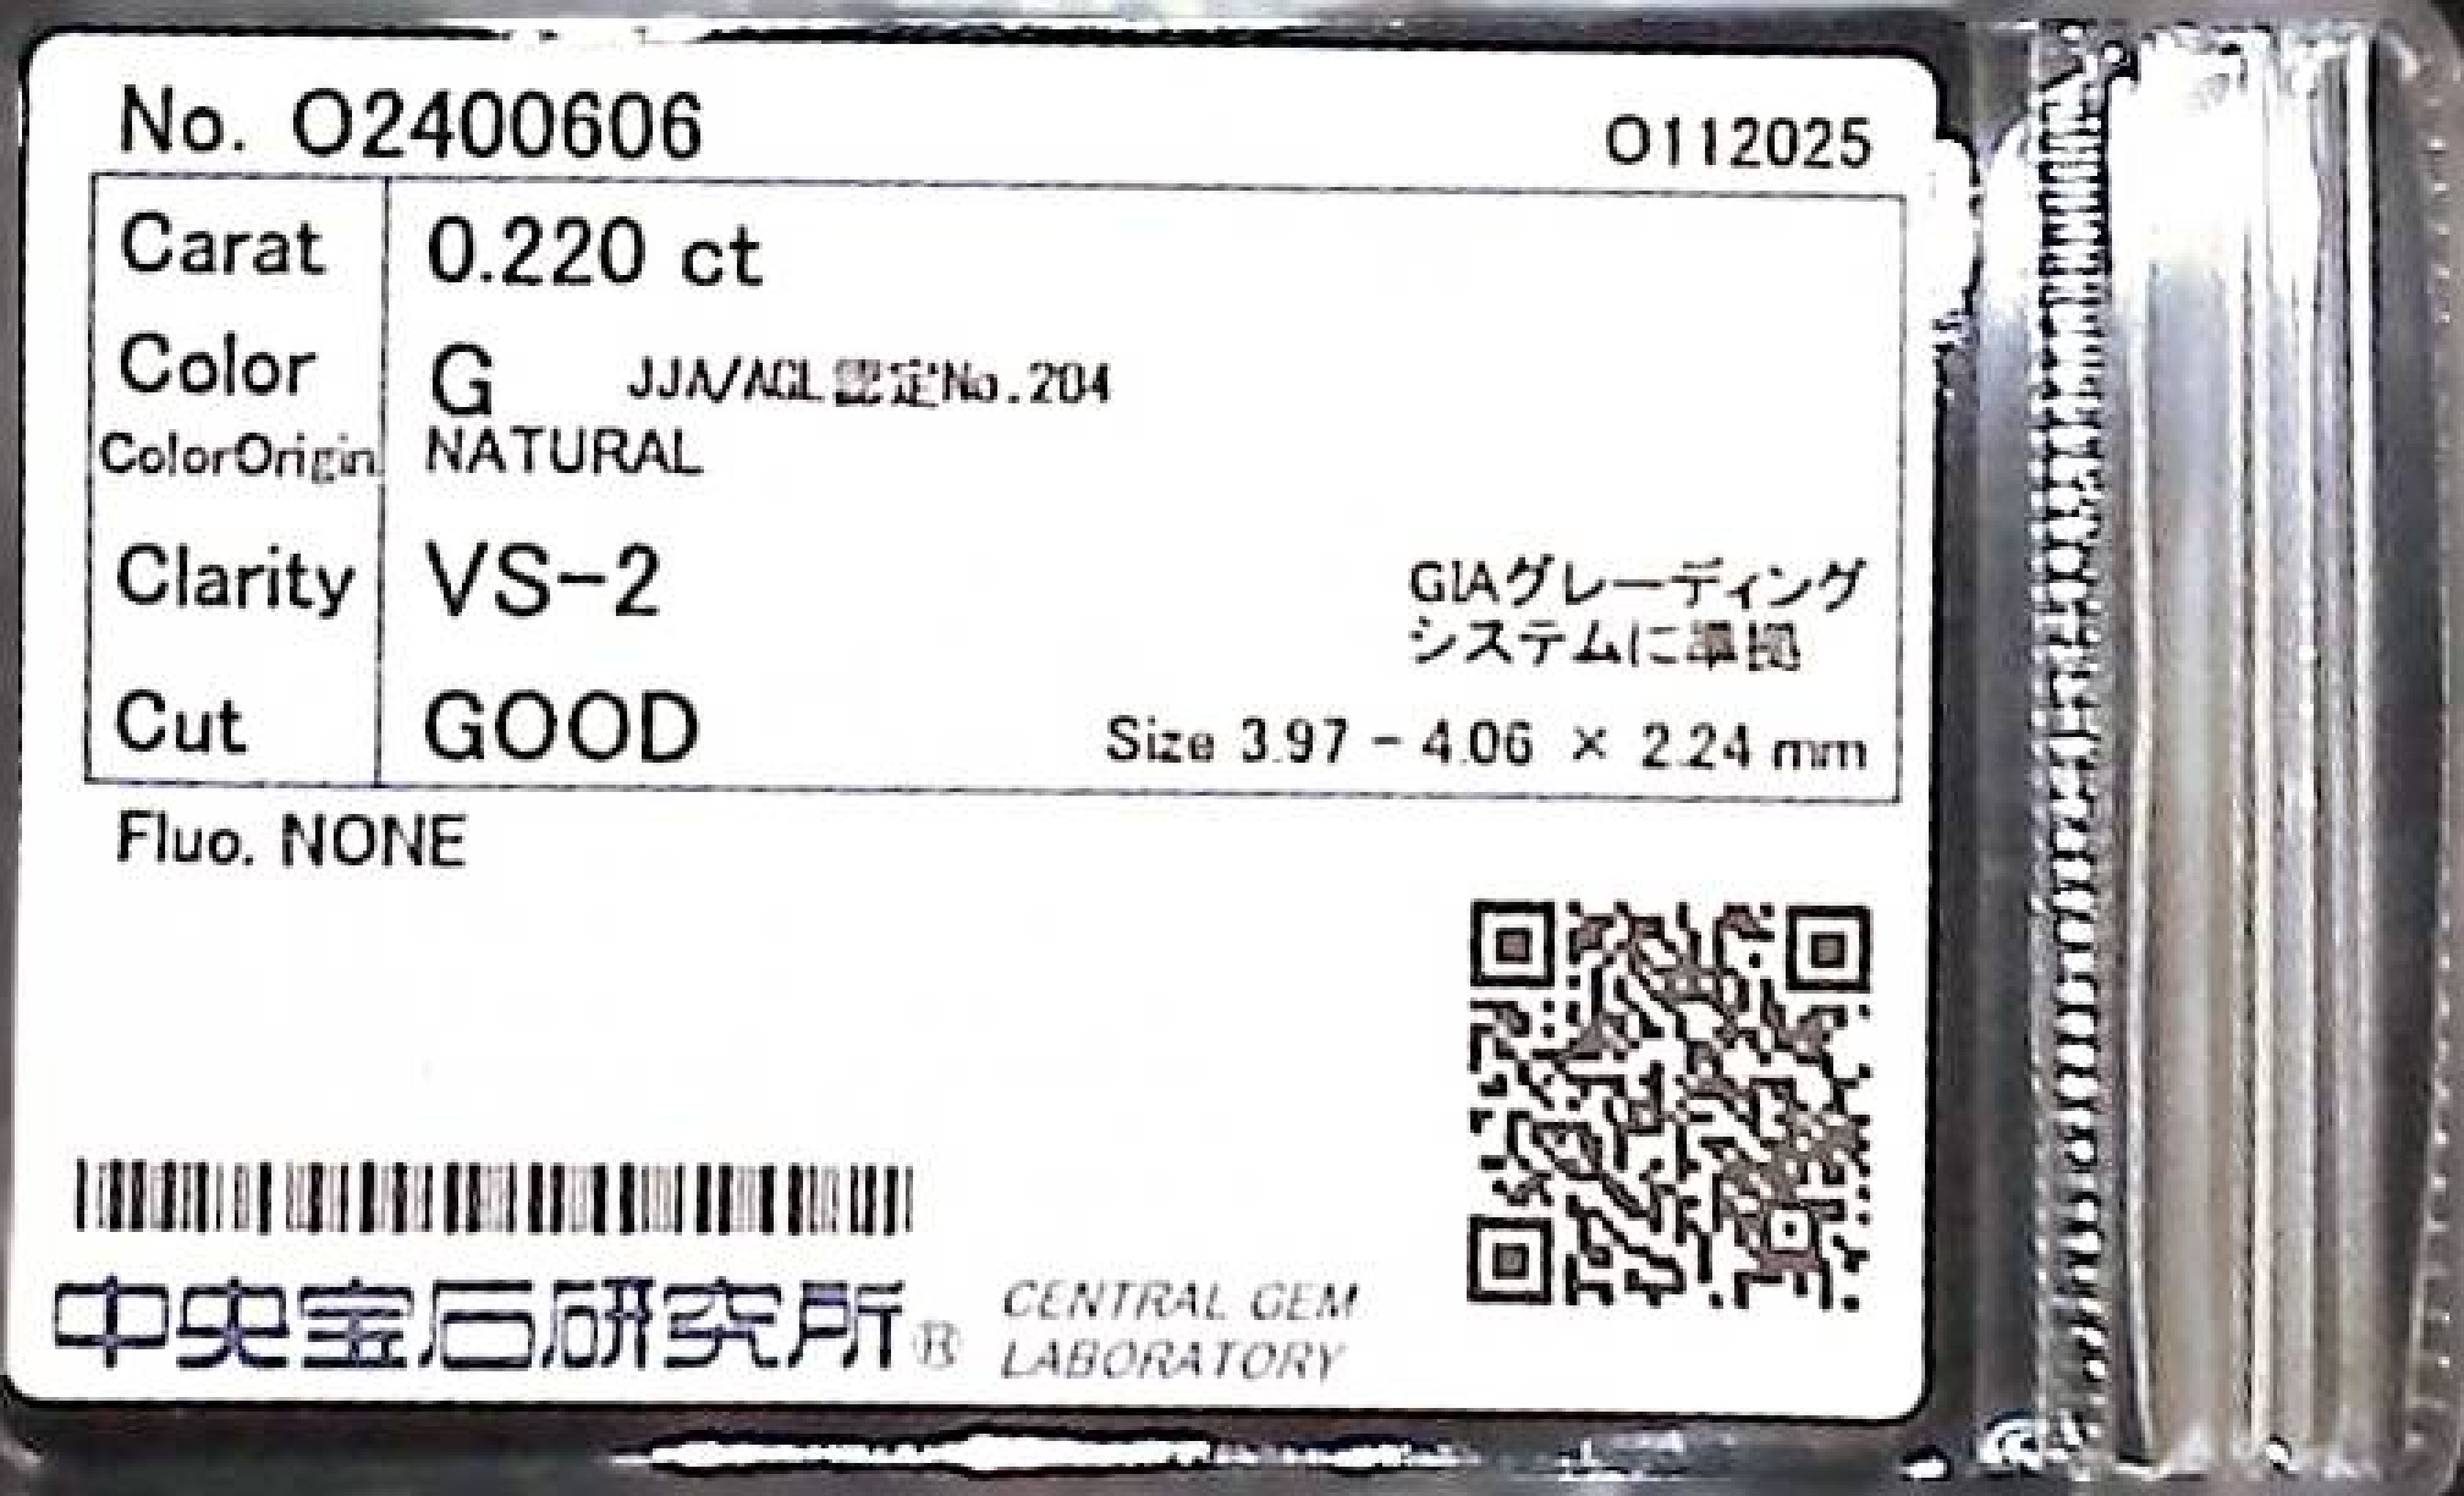 No. O2400606
O112025
Carat 0.220 ct
Color G JJA/AGL認定No.204
ColorOrigin NATURAL
Clarity VS-2
GIAグレーディング
システムに準拠
Cut GOOD
Size 3.97 - 4.06 × 2.24 mm
Fluo. NONE
中央宝石研究所® CENTRAL GEM
LABORATORY